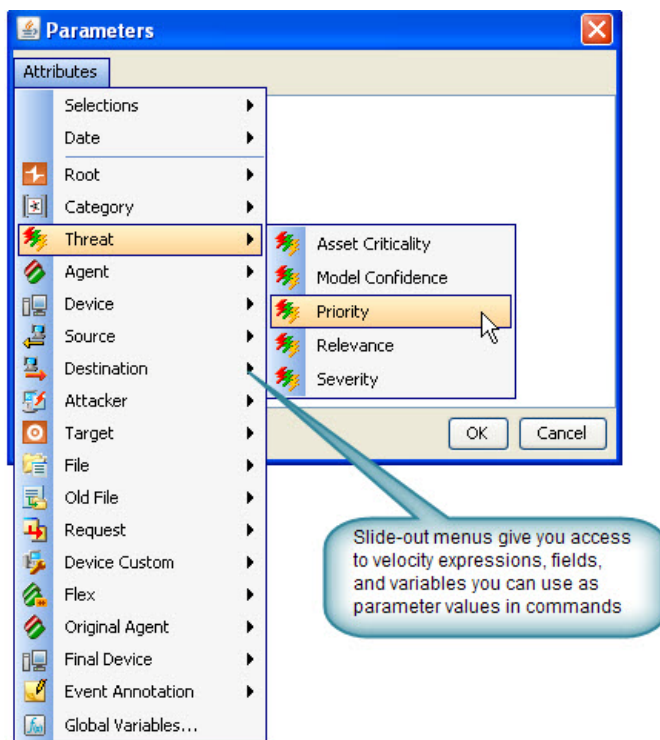 Parameters
Attributes
Selections
Date
Root
Category
Threat
Agent
Device
Source
Destination
Attacker
Target
File
Old File
Request
Device Custom
Flex
Original Agent
Final Device
Event Annotation
Global Variables...
Asset Criticality
Model Confidence
Priority
Relevance
Severity
OK
Cancel
Slide-out menus give you access
to velocity expressions, fields,
and variables you can use as
parameter values in commands